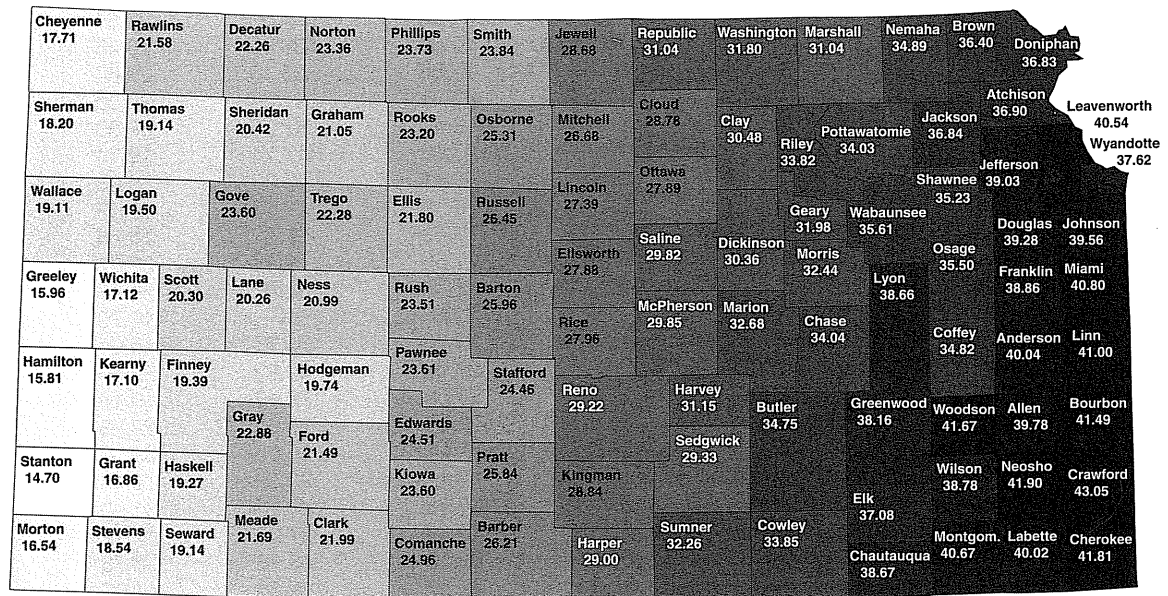 Cheyenne
17.71
Rawlins
21.58
Decatur
22.26
Norton
23.36
Phillips
23.73
Smith
23.84
Jewell
28.68
Republic
31.04
Washington
31.80
Marshall
31.04
Nemaha
34.89
Brown
36.40
Doniphan
36.83
Sherman
18.20
Thomas
19.14
Sheridan
20.42
Graham
21.05
Rooks
23.20
Osborne
25.31
Mitchell
26.68
Cloud
28.78
Clay
30.48
Riley
33.82
Pottawatomie
34.03
Jackson
36.84
Atchison
36.90
Leavenworth
40.54
Wyandotte
37.62
Jefferson
39.03
Shawnee
35.23
Wallace
19.11
Logan
19.50
Gove
23.60
Trego
22.28
Ellis
21.80
Russell
26.45
Lincoln
27.39
Ottawa
27.89
Saline
29.82
Dickinson
30.36
Geary
31.98
Morris
32.44
Wabaunsee
35.61
Osage
35.50
Douglas
39.28
Johnson
39.56
Greeley
15.96
Wichita
17.12
Scott
20.30
Lane
20.26
Ness
20.99
Rush
23.51
Barton
25.96
Ellsworth
27.88
Rice
27.96
McPherson
29.85
Marion
32.68
Chase
34.04
Lyon
38.66
Coffey
34.82
Franklin
38.86
Miami
40.80
Anderson
40.04
Linn
41.00
Hamilton
15.81
Kearny
17.10
Finney
19.39
Hodgeman
19.74
Pawnee
23.61
Stafford
24.46
Reno
29.22
Harvey
31.15
Butler
34.75
Greenwood
38.16
Woodson
41.67
Allen
39.78
Bourbon
41.49
Gray
22.88
Ford
21.49
Edwards
24.51
Pratt
25.84
Sedgwick
29.33
Stanton
14.70
Grant
16.86
Haskell
19.27
Kiowa
23.60
Kingman
28.84
Elk
37.08
Wilson
38.78
Neosho
41.90
Crawford
43.05
Morton
16.54
Stevens
18.54
Seward
19.14
Meade
21.69
Clark
21.99
Comanche
24.96
Barber
26.21
Harper
29.00
Sumner
32.26
Cowley
33.85
Chautauqua
38.67
Montgom.
40.67
Labette
40.02
Cherokee
41.81